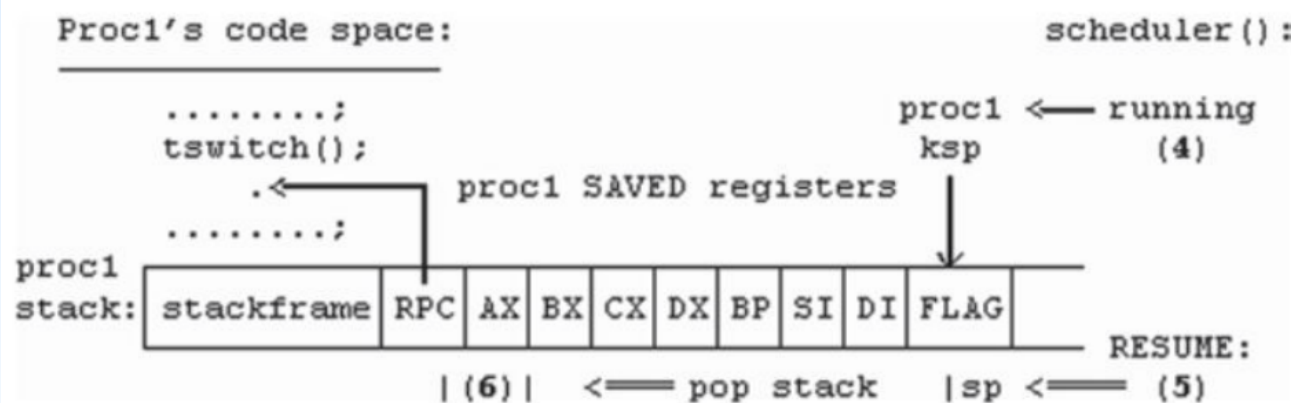 Proc1's code space: scheduler():
........; proc1 running
tswitch(); ksp (4)
. proc1 SAVED registers
........;
proc1
stack: stackframe RPC AX BX CX DX BP SI DI FLAG
RESUME:
|(6)| pop stack |sp (5)